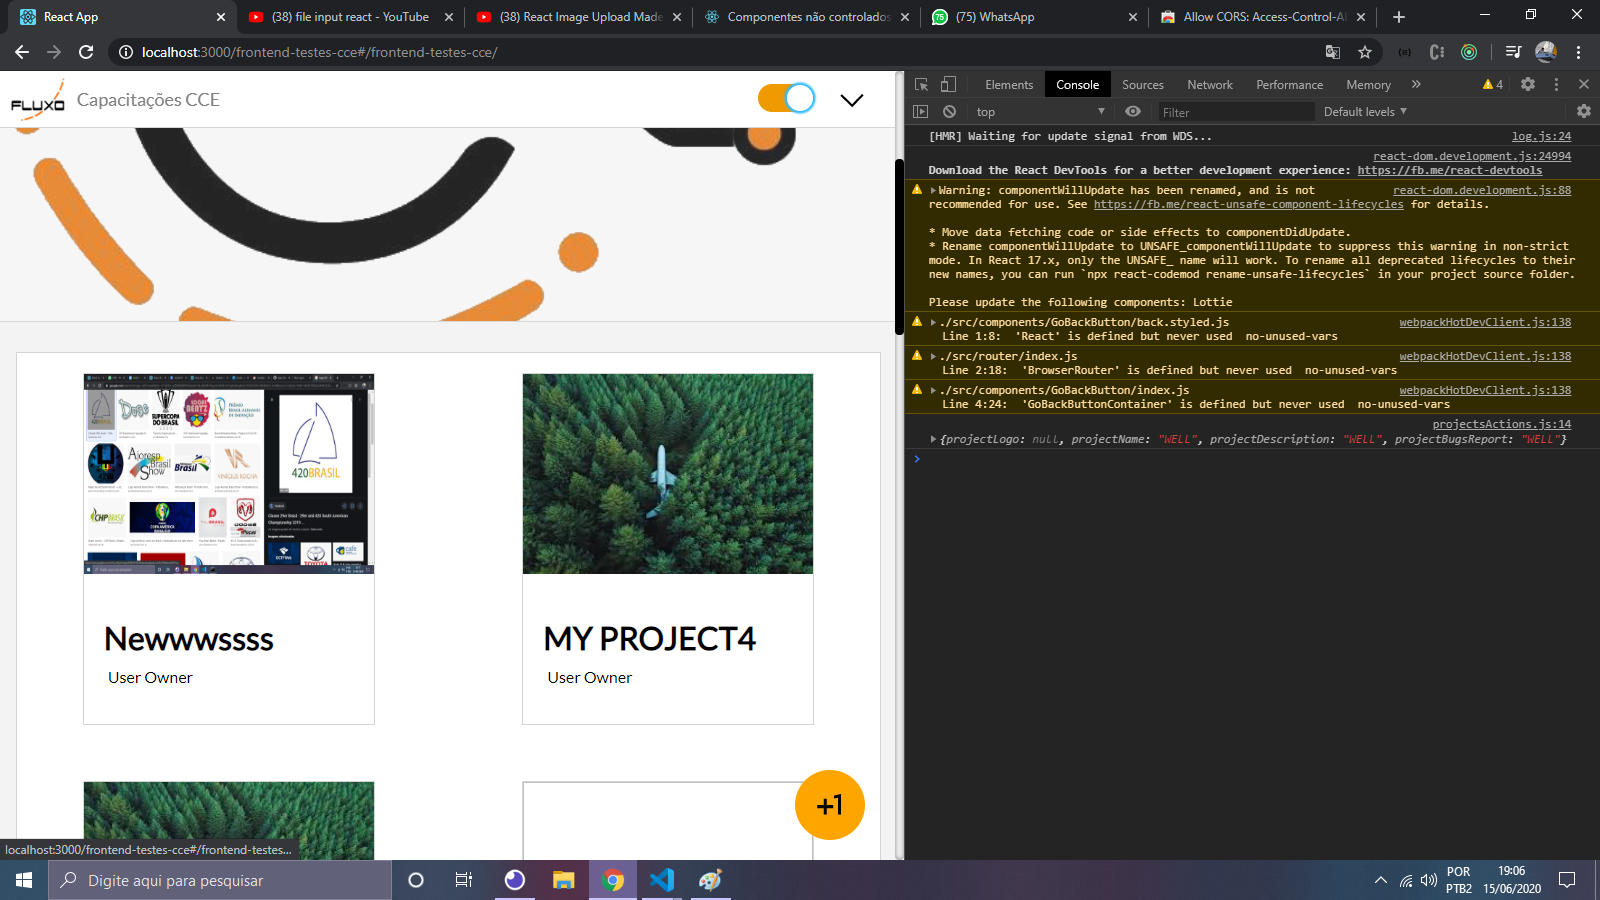 React App
(38) file input react - YouTube
(38) React Image Upload Made
Componentes não controlados
(75) WhatsApp
Allow CORS: Access-Control-Al
localhost:3000/frontend-testes-cce#/frontend-testes-cce/
FLUXO
Capacitações CCE
Elements Console Sources Network Performance Memory
4
top
Filter
Default levels
[HMR] Waiting for update signal from WDS... log.js:24
react-dom.development.js:24994
Download the React DevTools for a better development experience: https://fb.me/react-devtools
Warning: componentWillUpdate has been renamed, and is not react-dom.development.js:88
recommended for use. See https://fb.me/react-unsafe-component-lifecycles for details.
* Move data fetching code or side effects to componentDidUpdate.
* Rename componentWillUpdate to UNSAFE_componentWillUpdate to suppress this warning in non-strict
mode. In React 17.x, only the UNSAFE_ name will work. To rename all deprecated lifecycles to their
new names, you can run `npx react-codemod rename-unsafe-lifecycles` in your project source folder.
Please update the following components: Lottie
./src/components/GoBackButton/back.styled.js webpackHotDevClient.js:138
Line 1:8: 'React' is defined but never used no-unused-vars
./src/router/index.js webpackHotDevClient.js:138
Line 2:18: 'BrowserRouter' is defined but never used no-unused-vars
./src/components/GoBackButton/index.js webpackHotDevClient.js:138
Line 4:24: 'GoBackButtonContainer' is defined but never used no-unused-vars
projectsActions.js:14
{projectLogo: null, projectName: "WELL", projectDescription: "WELL", projectBugsReport: "WELL"}
420BRASIL
Newwwssss
User Owner
MY PROJECT4
User Owner
+1
localhost:3000/frontend-testes-cce#/frontend-testes...
Digite aqui para pesquisar
POR
PTB2
19:06
15/06/2020